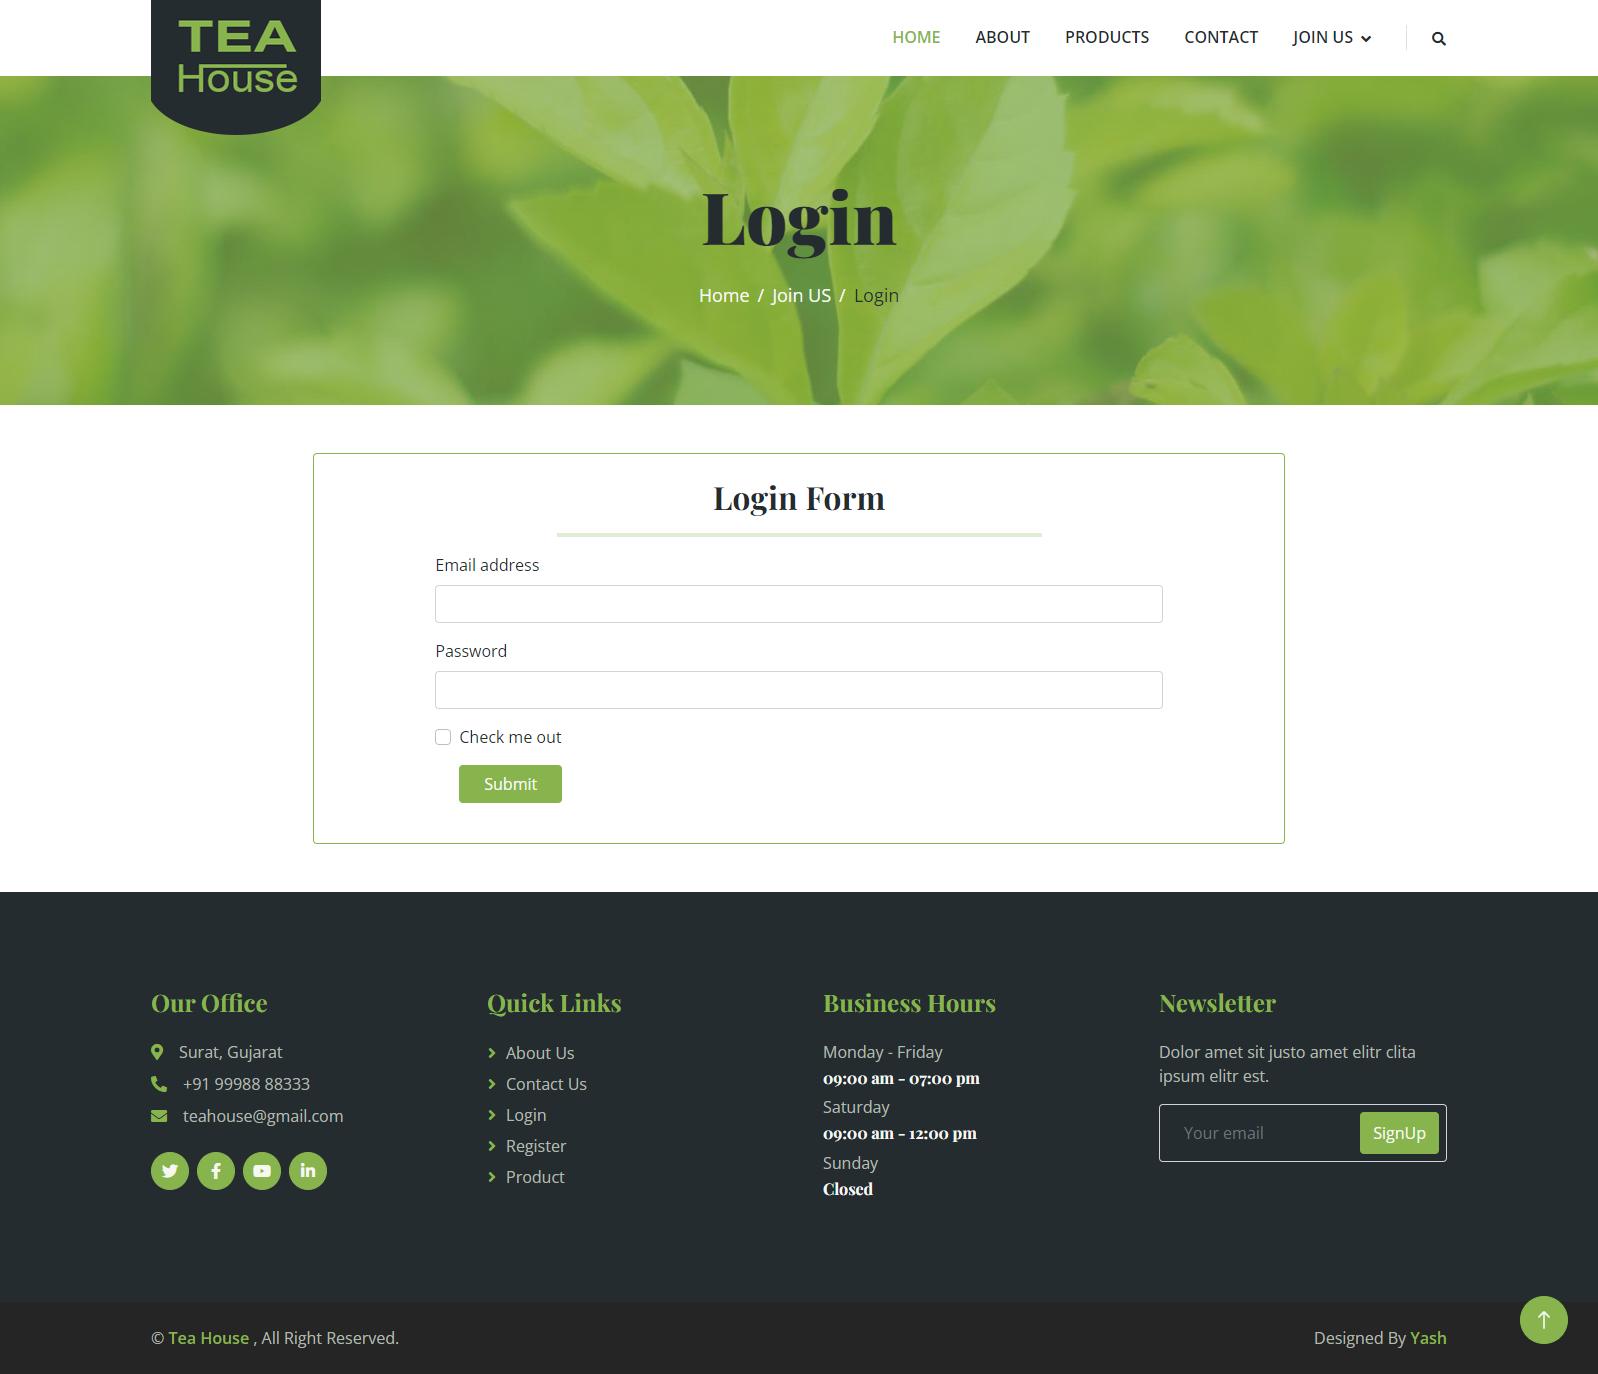 TEA
House
HOME ABOUT PRODUCTS CONTACT JOIN US
Login
Home / Join US / Login
Login Form
Email address
Password
Check me out
Submit
Our Office
Surat, Gujarat
+91 99988 88333
teahouse@gmail.com
Quick Links
About Us
Contact Us
Login
Register
Product
Business Hours
Monday - Friday
09:00 am - 07:00 pm
Saturday
09:00 am - 12:00 pm
Sunday
Closed
Newsletter
Dolor amet sit justo amet elitr clita
ipsum elitr est.
Your email SignUp
© Tea House , All Right Reserved.
Designed By Yash